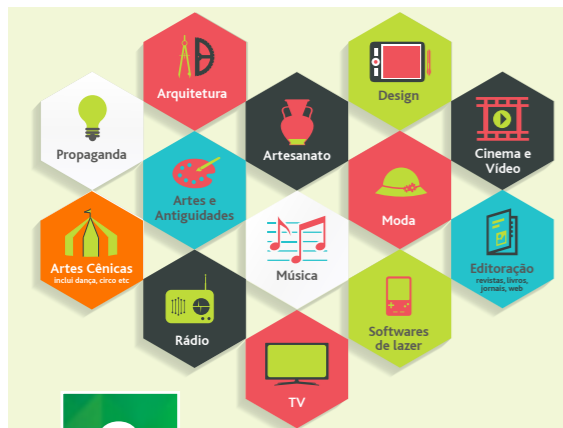 Arquitetura
Design
Propaganda
Artesanato
Cinema e
Vídeo
Artes e
Antiguidades
Moda
Artes Cênicas
inclui dança, circo etc
Música
Editoração
revistas, livros,
jornais, web
Rádio
Softwares
de lazer
TV